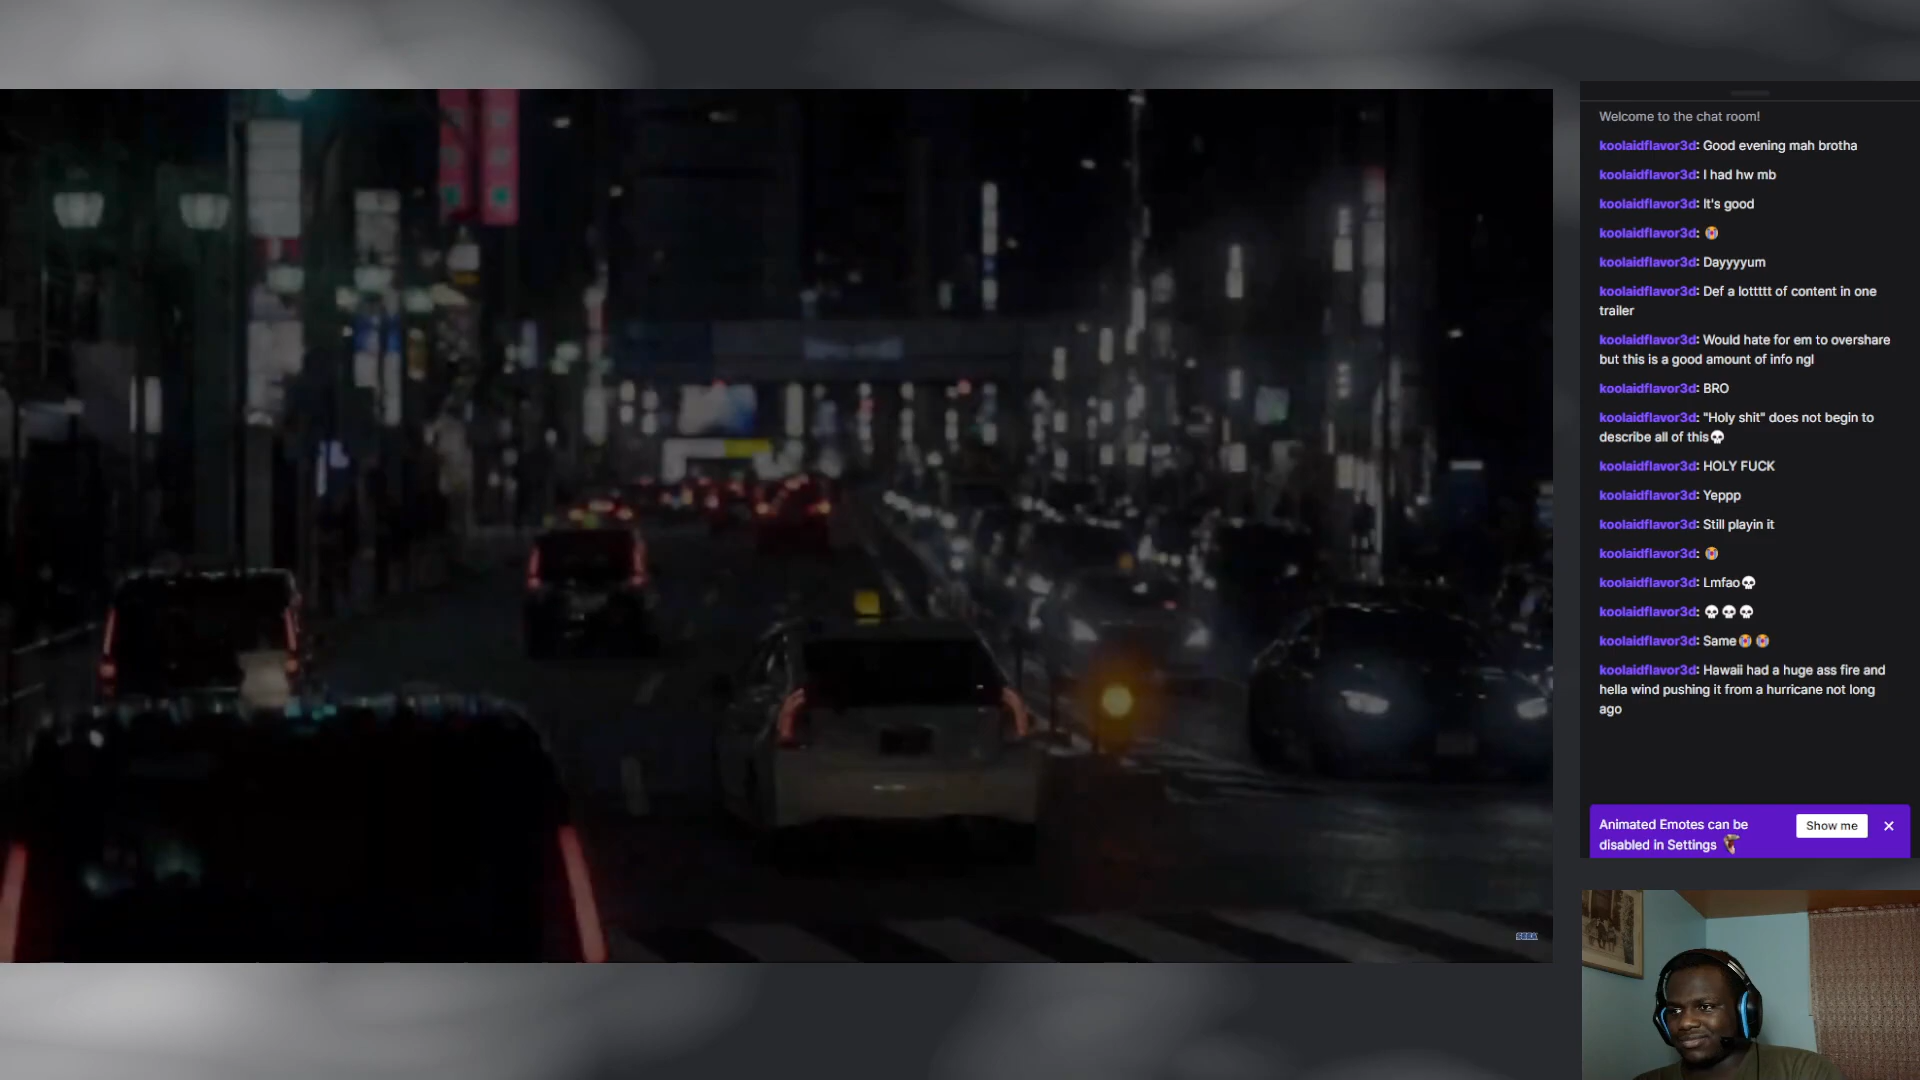 Welcome to the chat room!
koolaidflavor3d: Good evening mah brotha
koolaidflavor3d: I had hw mb
koolaidflavor3d: It's good
koolaidflavor3d:
koolaidflavor3d: Dayyyyum
koolaidflavor3d: Def a lottttt of content in one
trailer
koolaidflavor3d: Would hate for em to overshare
but this is a good amount of info ngl
koolaidflavor3d: BRO
koolaidflavor3d: "Holy shit" does not begin to
describe all of this💀
koolaidflavor3d: HOLY FUCK
koolaidflavor3d: Yeppp
koolaidflavor3d: Still playin it
koolaidflavor3d:
koolaidflavor3d: Lmfao💀
koolaidflavor3d: 💀💀💀
koolaidflavor3d: Same
koolaidflavor3d: Hawaii had a huge ass fire and
hella wind pushing it from a hurricane not long
ago
Animated Emotes can be
disabled in Settings
Show me
SEGA